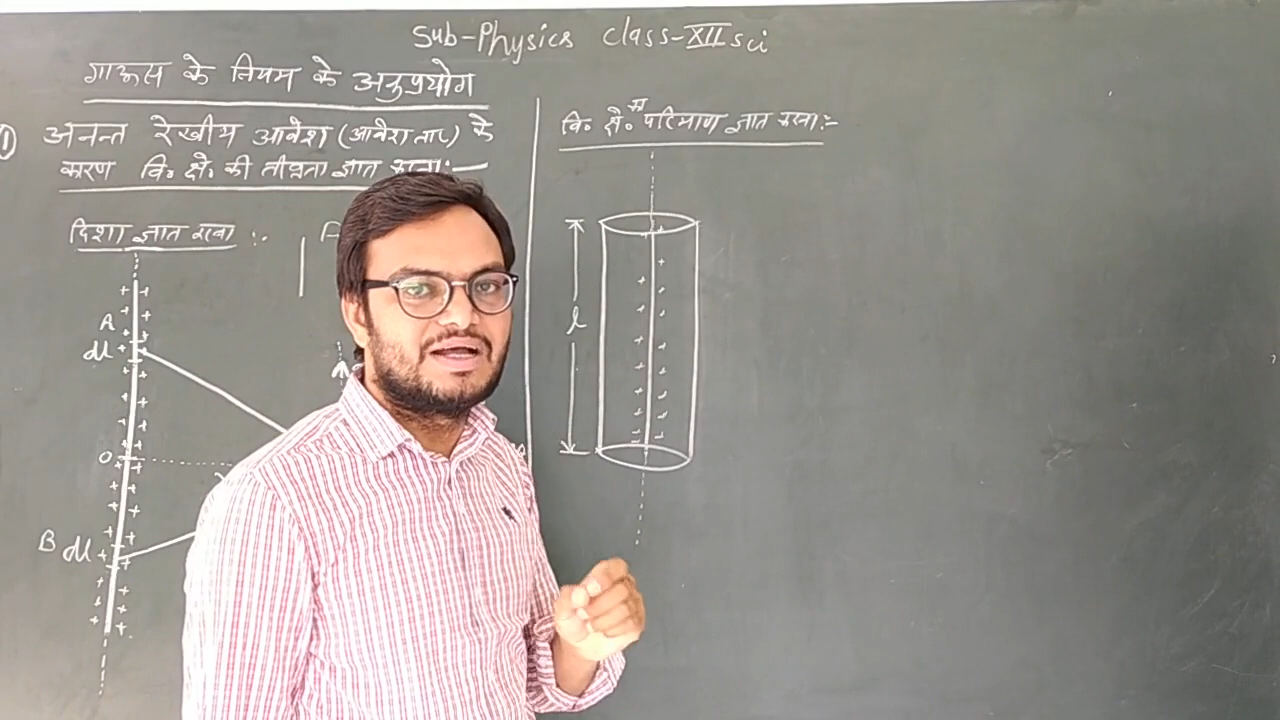 Sub-Physics Class-XII sci
गाऊस के नियम के अनुप्रयोग
① अनन्त रेखीय आवेश (आवेश तार) के
कारण वि॰ क्षे॰ की तीव्रता ज्ञात करना:-
दिशा ज्ञात करना :-
A
dl
O
B dl
वि॰ क्षे॰ का परिमाण ज्ञात करना:-
l